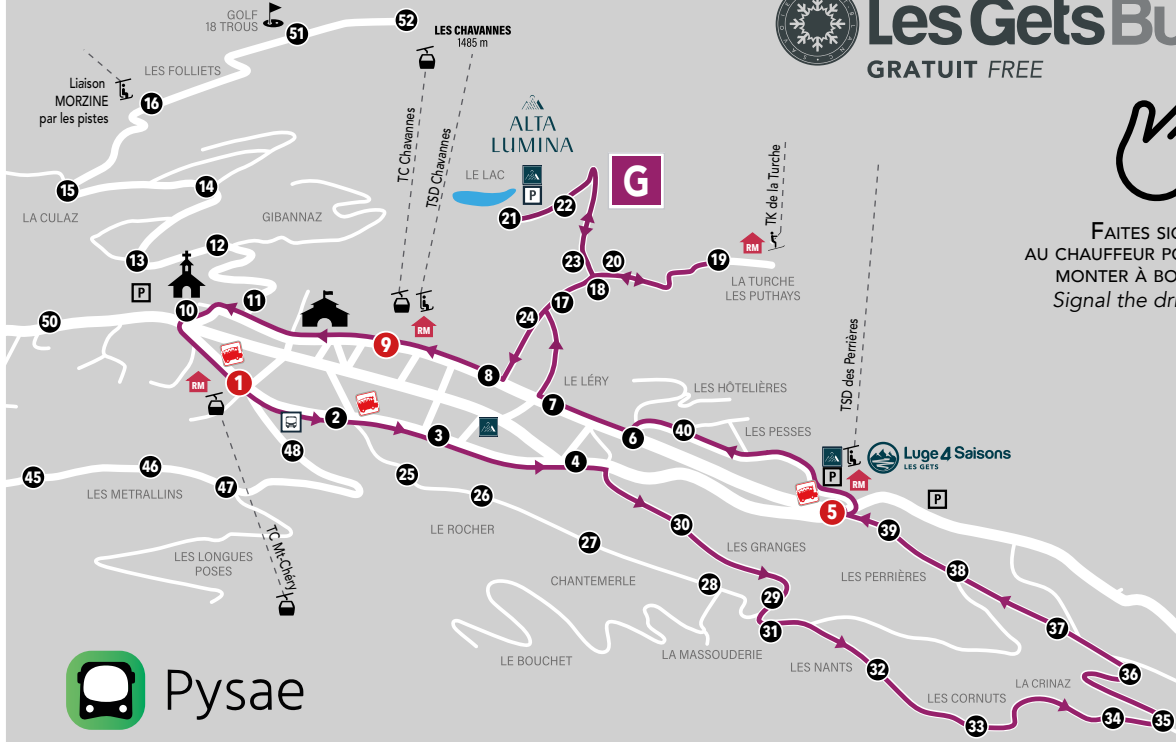 52
GOLF
18 TROUS
51
LES CHAVANNES
1485 m
Les Gets Bu
GRATUIT FREE
LES FOLLIETS
Liaison
MORZINE
par les pistes
16
TC Chavannes
TSD Chavannes
ALTA
LUMINA
LE LAC
P
G
TK de la Turche
15
14
LA CULAZ
GIBANNAZ
21
22
FAITES SIG
AU CHAUFFEUR PO
MONTER À BO
Signal the dri
13
12
P
23
20
18
19
RM
LA TURCHE
LES PUTHAYS
10
11
17
24
50
9
RM
8
LE LÉRY
TSD des Perrières
RM
1
7
LES HÔTELIÈRES
2
3
6
40
LES PESSES
48
4
Luge 4 Saisons
LES GETS
P
RM
P
45
46
47
LES METRALLINS
25
26
5
LE ROCHER
30
39
TC Mt-Chéry
27
LES GRANGES
LES LONGUES
POSES
CHANTEMERLE
28
29
LES PERRIÈRES
38
31
37
LE BOUCHET
LA MASSOUDERIE
LES NANTS
32
36
LA CRINAZ
LES CORNUTS
33
34
35
Pysae